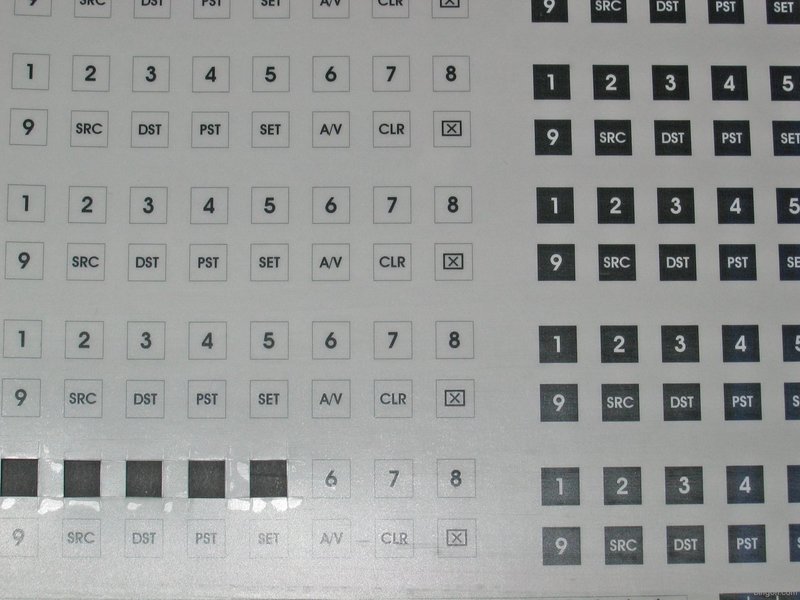 9 SRC DST PST SET A/V CLR 9 SRC DST PST SET
1 2 3 4 5 6 7 8 1 2 3 4 5
9 SRC DST PST SET A/V CLR 9 SRC DST PST SET
1 2 3 4 5 6 7 8 1 2 3 4 5
9 SRC DST PST SET A/V CLR 9 SRC DST PST SE
1 2 3 4 5 6 7 8 1 2 3 4 5
9 SRC DST PST SET A/V CLR 9 SRC DST PST S
6 7 8 1 2 3 4
9 SRC DST PST SET A/V CLR 9 SRC DST PST S